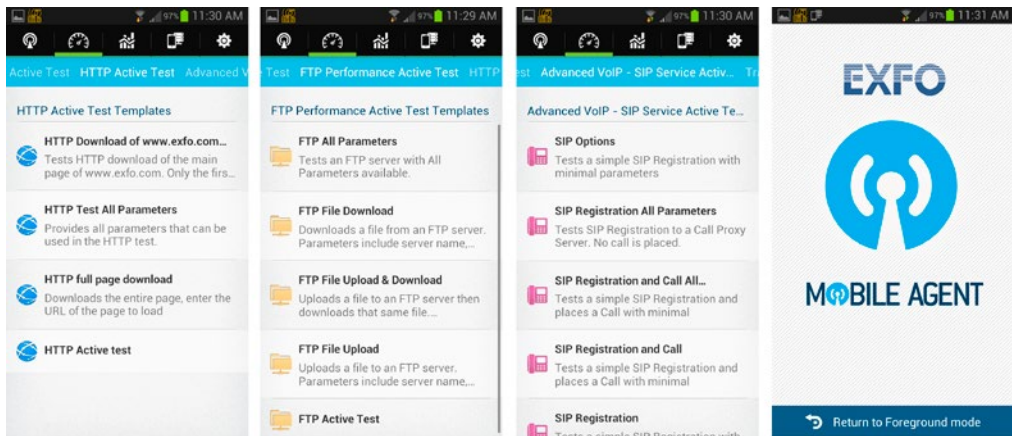 97% 11:30 AM
Active Test HTTP Active Test Advanced V
HTTP Active Test Templates
HTTP Download of www.exfo.com...
Tests HTTP download of the main
page of www.exfo.com. Only the firs...
HTTP Test All Parameters
Provides all parameters that can be
used in the HTTP test.
HTTP full page download
Downloads the entire page, enter the
URL of the page to load
HTTP Active test
97% 11:29 AM
Test FTP Performance Active Test HTTP
FTP Performance Active Test Templates
FTP All Parameters
Tests an FTP server with All
Parameters available.
FTP File Download
Downloads a file from an FTP server.
Parameters include server name,...
FTP File Upload & Download
Uploads a file to an FTP server then
downloads that same file....
FTP File Upload
Uploads a file to an FTP server.
Parameters include server name,...
FTP Active Test
97% 11:30 AM
est Advanced VoIP - SIP Service Activ... Tr
Advanced VoIP - SIP Service Active Te...
SIP Options
Tests a simple SIP Registration with
minimal parameters
SIP Registration All Parameters
Tests SIP Registration to a Call Proxy
Server. No call is placed.
SIP Registration and Call All...
Tests a simple SIP Registration and
places a Call with minimal
SIP Registration and Call
Tests a simple SIP Registration and
places a Call with minimal
SIP Registration
Tests a simple SIP Registration with
97% 11:31 AM
EXFO
MOBILE AGENT
Return to Foreground mode